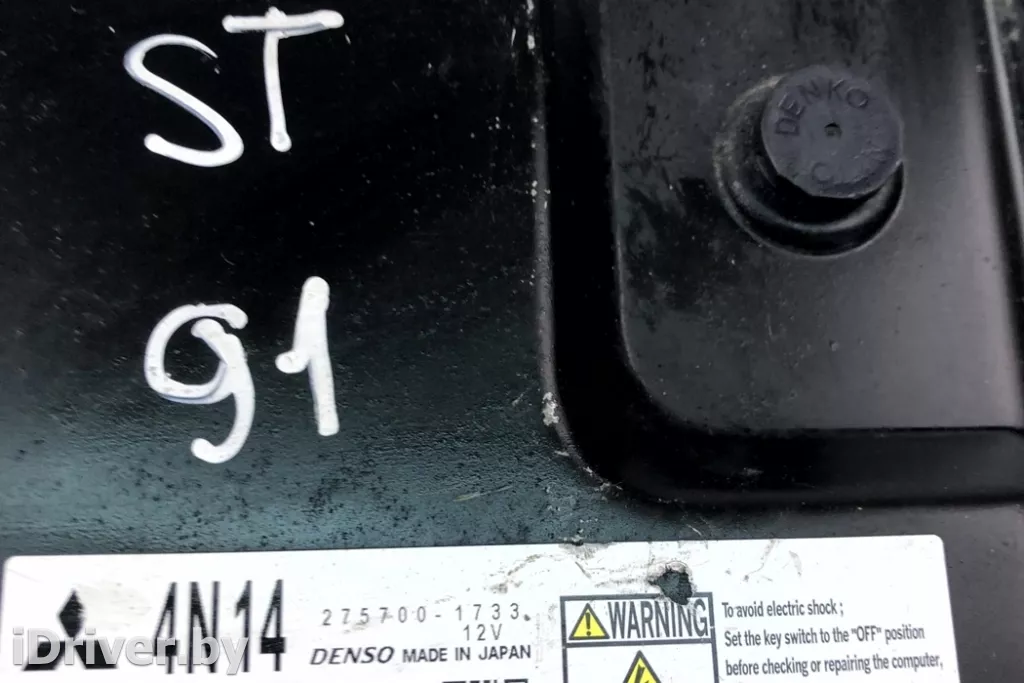 ST
91
DENKO
4N14
275700-1733
12V
DENSO MADE IN JAPAN
WARNING
To avoid electric shock ;
Set the key switch to the "OFF" position
before checking or repairing the computer,
iDriver.by